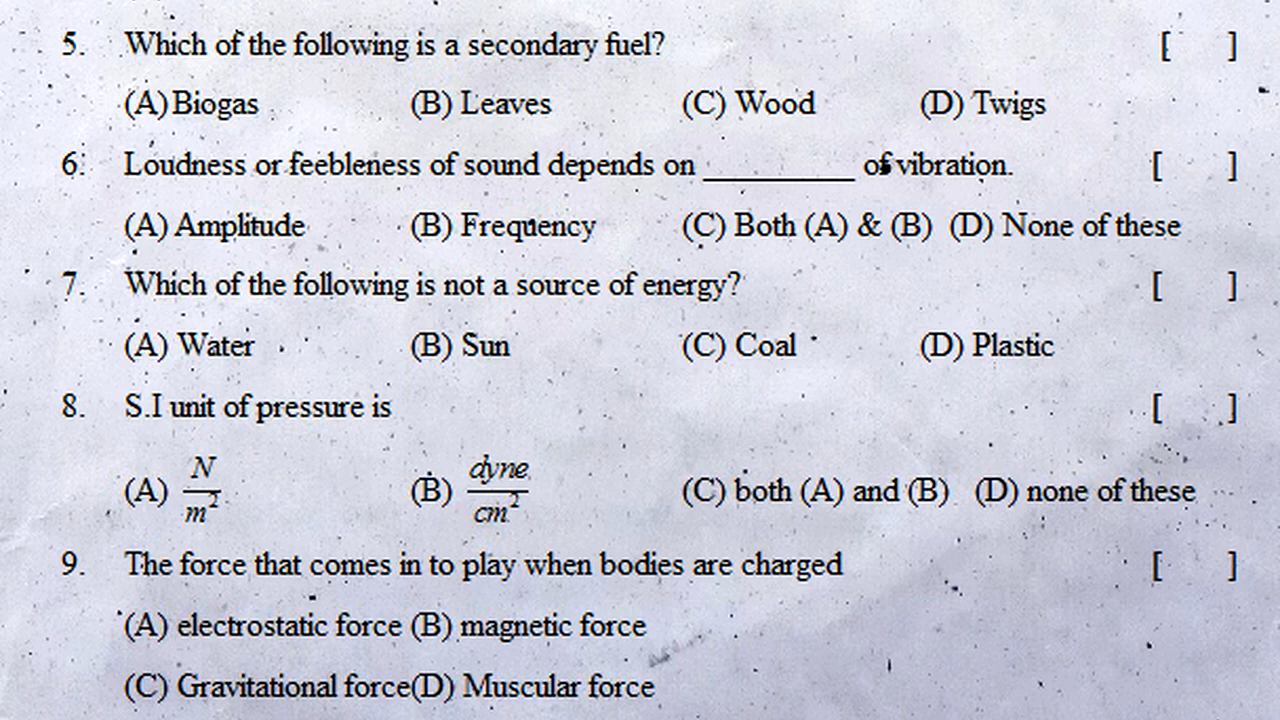 5. Which of the following is a secondary fuel? [ ]
(A) Biogas (B) Leaves (C) Wood (D) Twigs
6. Loudness or feebleness of sound depends on __________ of vibration. [ ]
(A) Amplitude (B) Frequency (C) Both (A) & (B) (D) None of these
7. Which of the following is not a source of energy? [ ]
(A) Water (B) Sun (C) Coal (D) Plastic
8. S.I unit of pressure is [ ]
(A) N/m² (B) dyne/cm² (C) both (A) and (B) (D) none of these
9. The force that comes in to play when bodies are charged [ ]
(A) electrostatic force (B) magnetic force
(C) Gravitational force(D) Muscular force